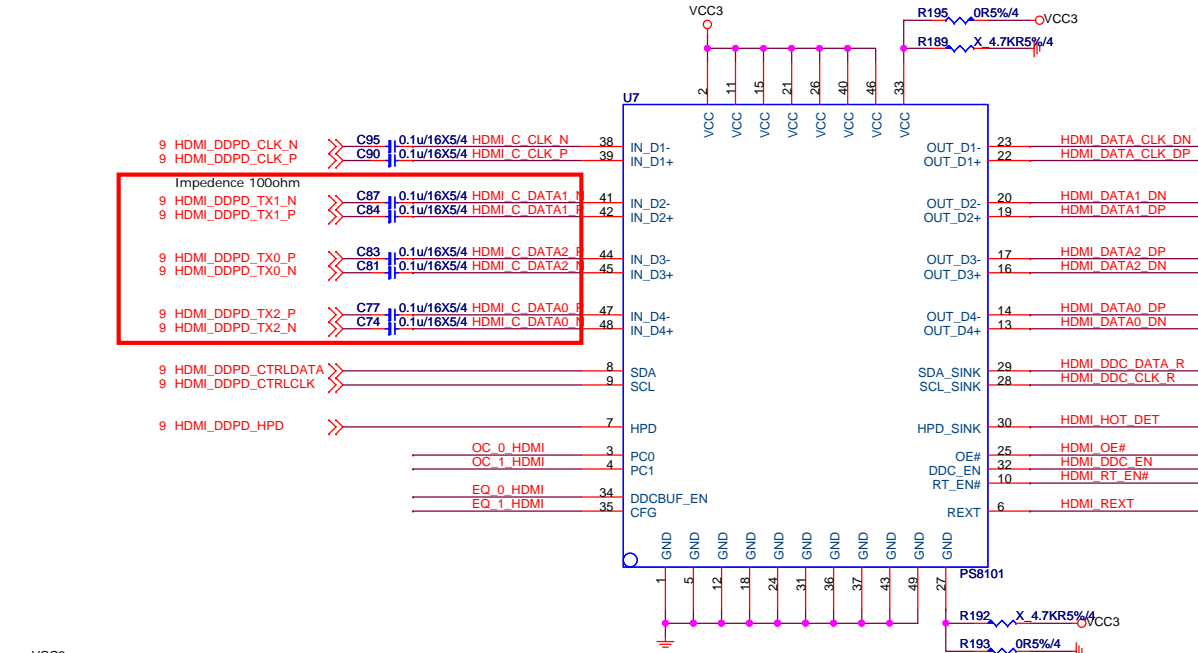 VCC3
R195 0R5%/4 VCC3
R189 X_4.7KR5%/4
U7
2 11 15 21 26 40 46 33
VCC VCC VCC VCC VCC VCC VCC VCC
9 HDMI_DDPD_CLK_N C95 0.1u/16X5/4 HDMI_C_CLK_N 38 IN_D1- OUT_D1- 23 HDMI_DATA_CLK_DN
9 HDMI_DDPD_CLK_P C90 0.1u/16X5/4 HDMI_C_CLK_P 39 IN_D1+ OUT_D1+ 22 HDMI_DATA_CLK_DP
Impedence 100ohm
9 HDMI_DDPD_TX1_N C87 0.1u/16X5/4 HDMI_C_DATA1_N 41 IN_D2- OUT_D2- 20 HDMI_DATA1_DN
9 HDMI_DDPD_TX1_P C84 0.1u/16X5/4 HDMI_C_DATA1_P 42 IN_D2+ OUT_D2+ 19 HDMI_DATA1_DP
9 HDMI_DDPD_TX0_P C83 0.1u/16X5/4 HDMI_C_DATA2_P 44 IN_D3- OUT_D3- 17 HDMI_DATA2_DP
9 HDMI_DDPD_TX0_N C81 0.1u/16X5/4 HDMI_C_DATA2_N 45 IN_D3+ OUT_D3+ 16 HDMI_DATA2_DN
9 HDMI_DDPD_TX2_P C77 0.1u/16X5/4 HDMI_C_DATA0_P 47 IN_D4- OUT_D4- 14 HDMI_DATA0_DP
9 HDMI_DDPD_TX2_N C74 0.1u/16X5/4 HDMI_C_DATA0_N 48 IN_D4+ OUT_D4+ 13 HDMI_DATA0_DN
9 HDMI_DDPD_CTRLDATA 8 SDA SDA_SINK 29 HDMI_DDC_DATA_R
9 HDMI_DDPD_CTRLCLK 9 SCL SCL_SINK 28 HDMI_DDC_CLK_R
9 HDMI_DDPD_HPD 7 HPD HPD_SINK 30 HDMI_HOT_DET
OC_0_HDMI 3 PC0 OE# 25 HDMI_OE#
OC_1_HDMI 4 PC1 DDC_EN 32 HDMI_DDC_EN
RT_EN# 10 HDMI_RT_EN#
EQ_0_HDMI 34 DDCBUF_EN
EQ_1_HDMI 35 CFG REXT 6 HDMI_REXT
GND GND GND GND GND GND GND GND GND GND GND
1 5 12 18 24 31 36 37 43 49 27
PS8101
R192 X_4.7KR5%/4 VCC3
R193 0R5%/4